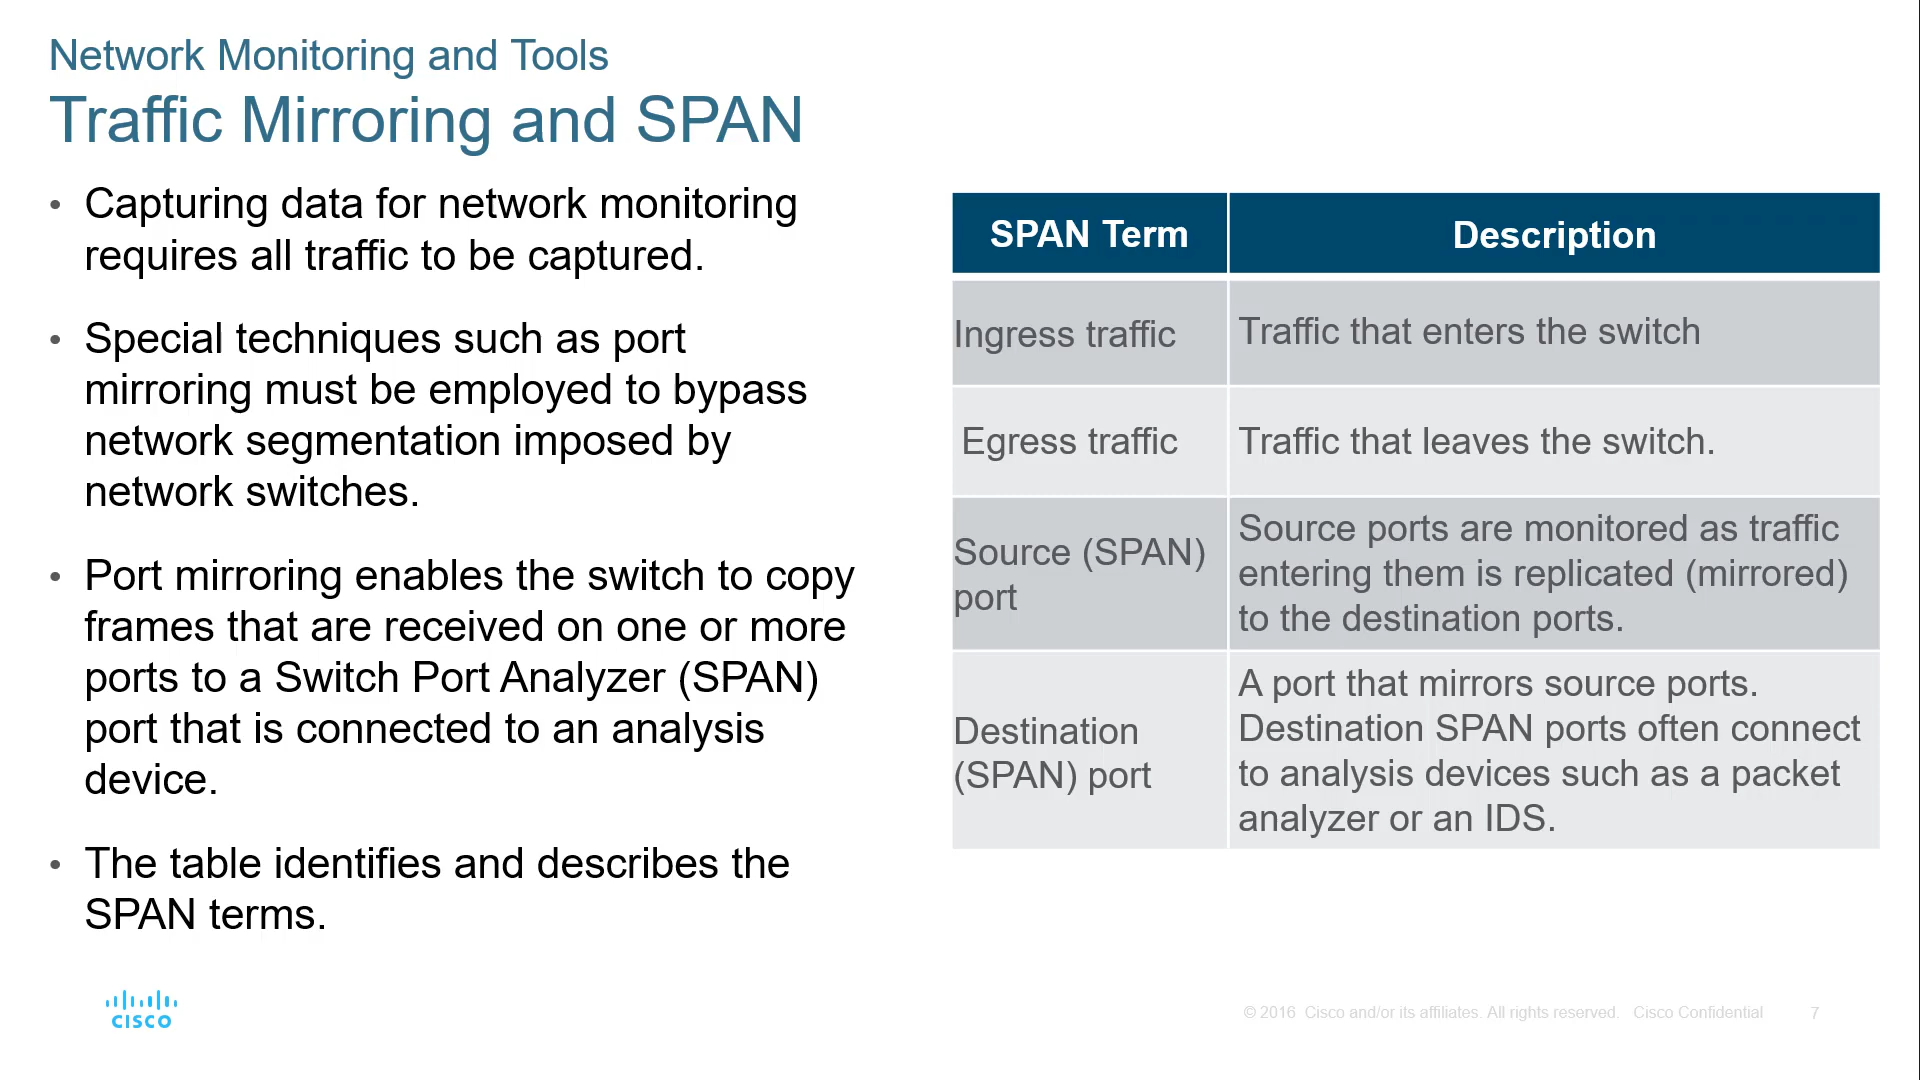 Network Monitoring and Tools
Traffic Mirroring and SPAN
• Capturing data for network monitoring
requires all traffic to be captured.
• Special techniques such as port
mirroring must be employed to bypass
network segmentation imposed by
network switches.
• Port mirroring enables the switch to copy
frames that are received on one or more
ports to a Switch Port Analyzer (SPAN)
port that is connected to an analysis
device.
• The table identifies and describes the
SPAN terms.
SPAN Term
Description
Ingress traffic
Traffic that enters the switch
Egress traffic
Traffic that leaves the switch.
Source (SPAN)
port
Source ports are monitored as traffic
entering them is replicated (mirrored)
to the destination ports.
Destination
(SPAN) port
A port that mirrors source ports.
Destination SPAN ports often connect
to analysis devices such as a packet
analyzer or an IDS.
CISCO
© 2016 Cisco and/or its affiliates. All rights reserved. Cisco Confidential
7